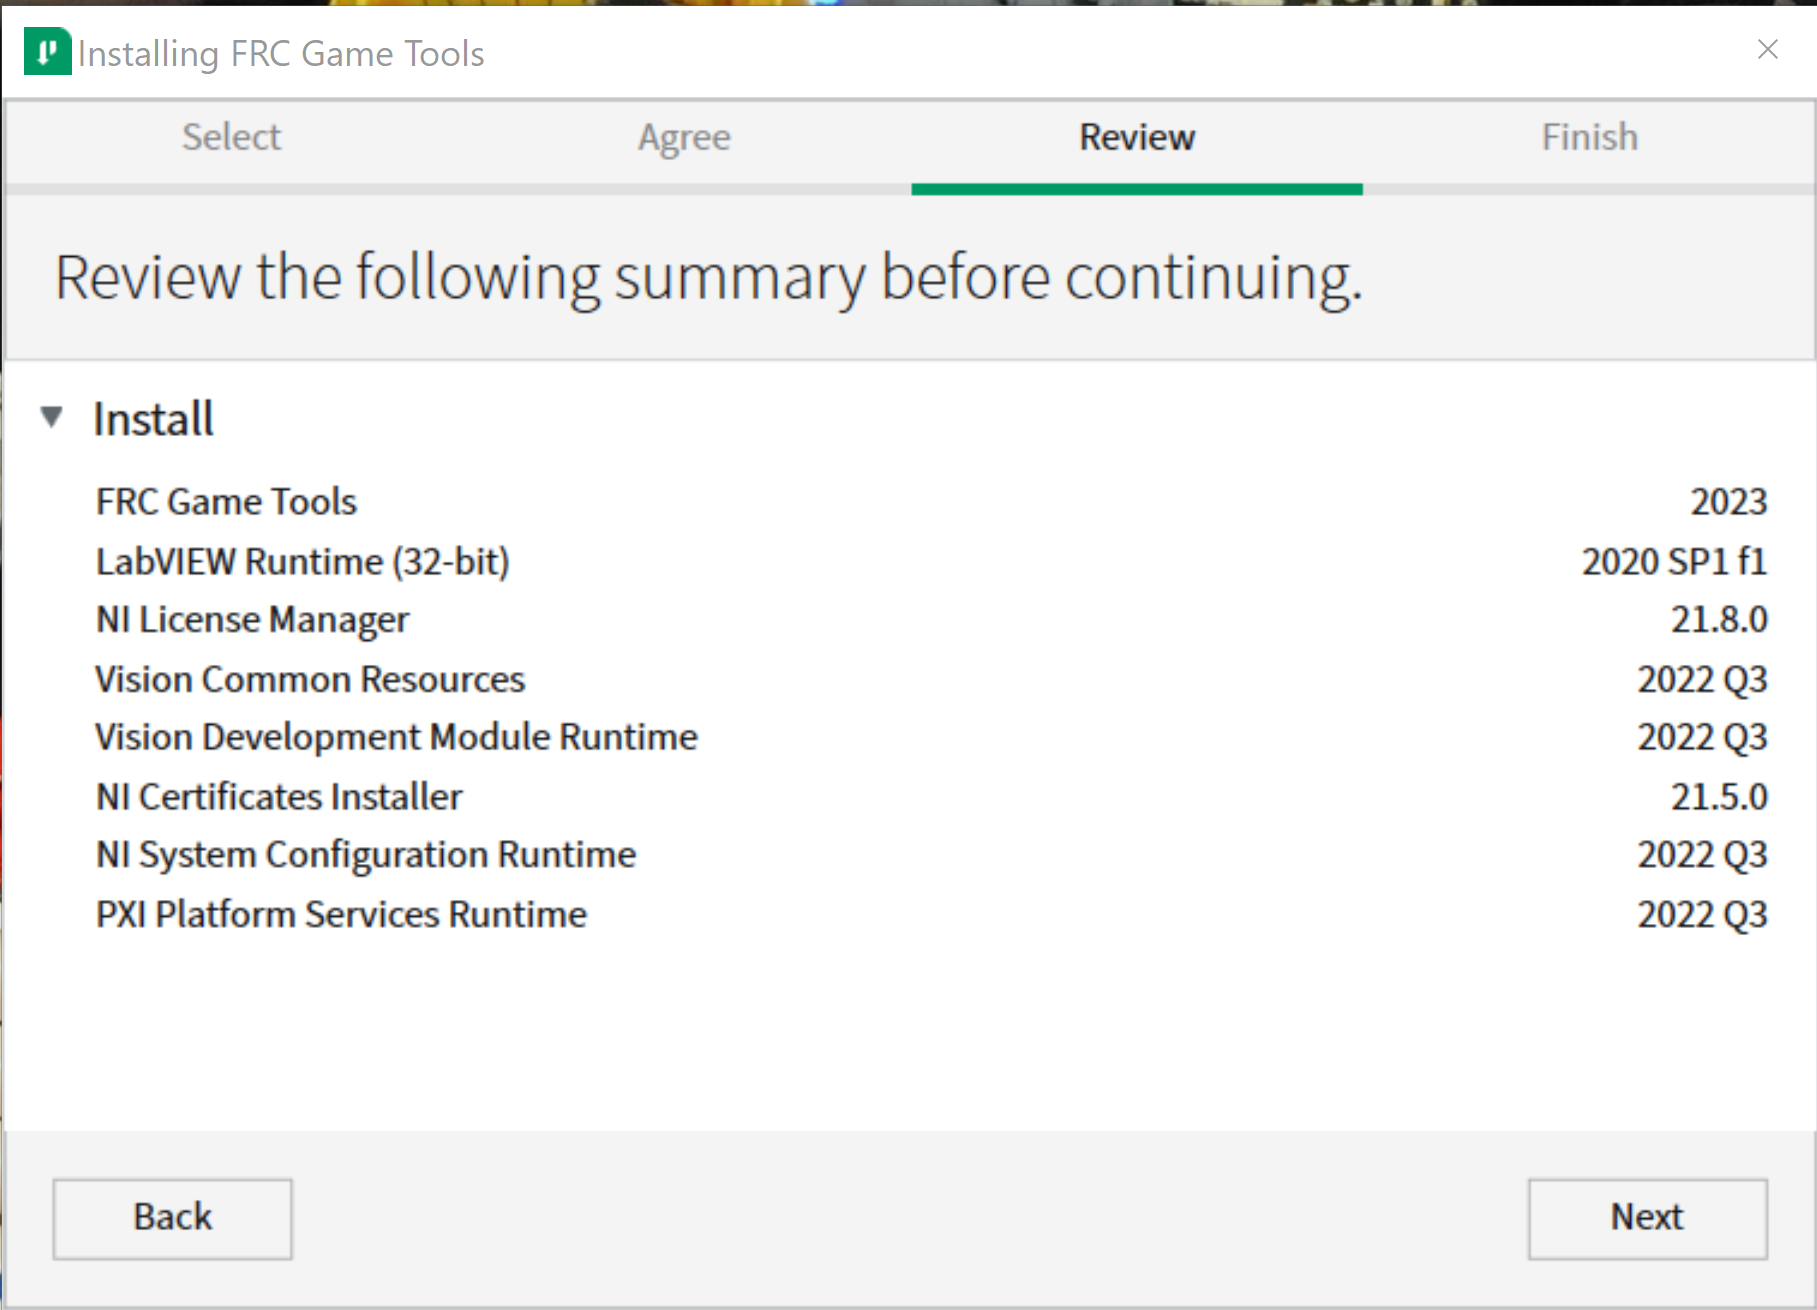 Installing FRC Game Tools
Select Agree Review Finish
Review the following summary before continuing.
Install
FRC Game Tools 2023
LabVIEW Runtime (32-bit) 2020 SP1 f1
NI License Manager 21.8.0
Vision Common Resources 2022 Q3
Vision Development Module Runtime 2022 Q3
NI Certificates Installer 21.5.0
NI System Configuration Runtime 2022 Q3
PXI Platform Services Runtime 2022 Q3
Back Next